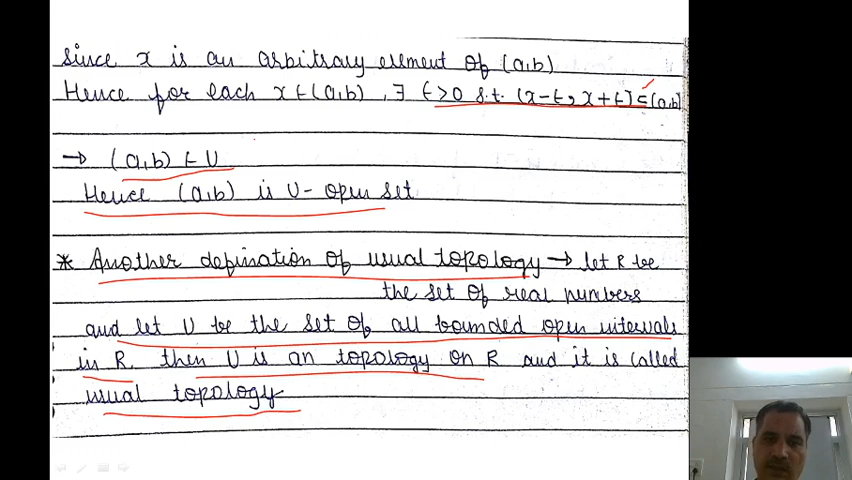 since x is an arbitrary element of (a,b)
Hence for each x ∈ (a,b), ∃ ϵ>0 s.t (x-ϵ, x+ϵ) ⊆ (a,b)
→ (a,b) ∈ U
Hence (a,b) is U-open set
* Another defination of usual topology → let R be
the set of real numbers
and let U be the set of all bounded open intervals
in R. then U is an topology on R and it is called
usual topology